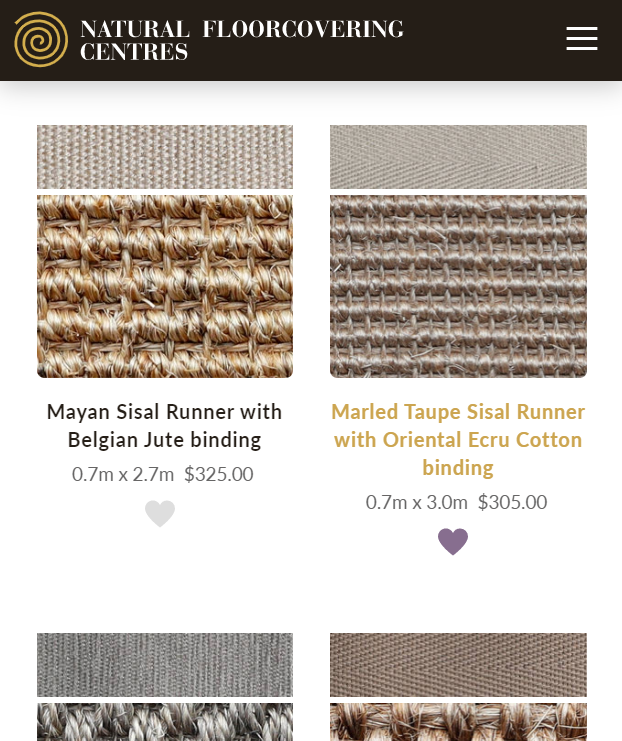 NATURAL FLOORCOVERING
CENTRES
Mayan Sisal Runner with
Belgian Jute binding
0.7m x 2.7m $325.00
Marled Taupe Sisal Runner
with Oriental Ecru Cotton
binding
0.7m x 3.0m $305.00